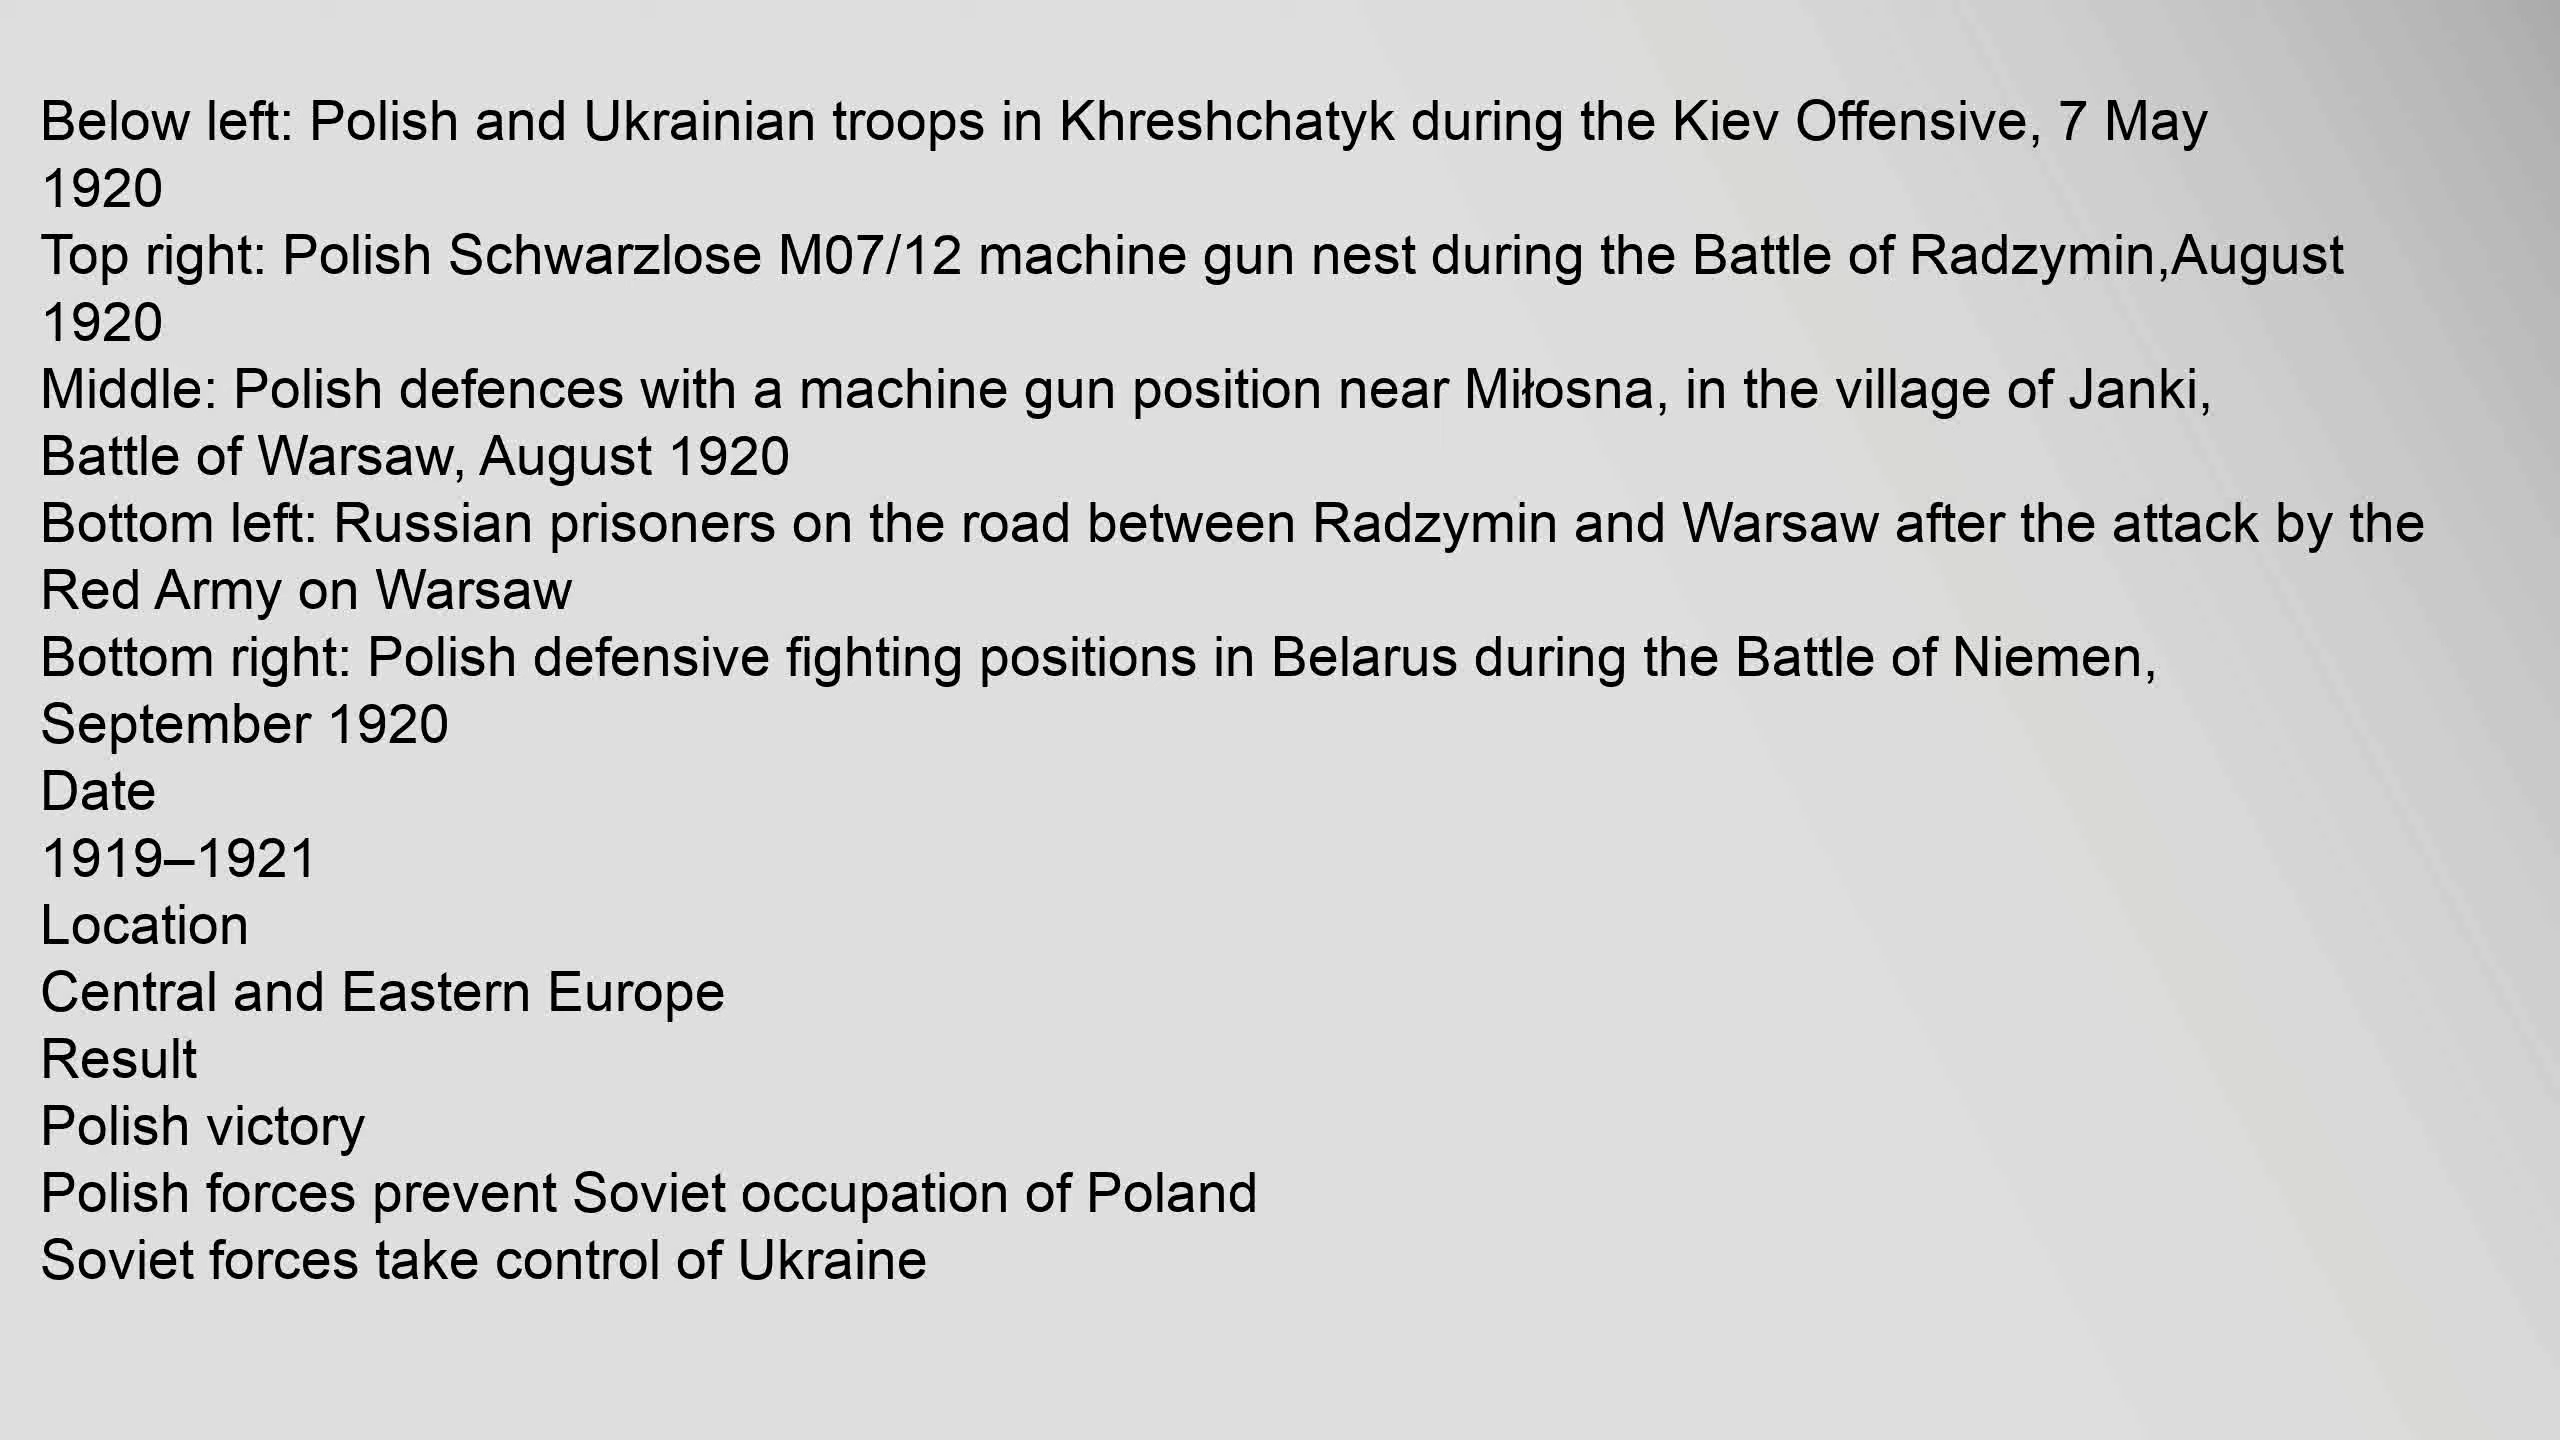 Below left: Polish and Ukrainian troops in Khreshchatyk during the Kiev Offensive, 7 May
1920
Top right: Polish Schwarzlose M07/12 machine gun nest during the Battle of Radzymin,August
1920
Middle: Polish defences with a machine gun position near Miłosna, in the village of Janki,
Battle of Warsaw, August 1920
Bottom left: Russian prisoners on the road between Radzymin and Warsaw after the attack by the
Red Army on Warsaw
Bottom right: Polish defensive fighting positions in Belarus during the Battle of Niemen,
September 1920
Date
1919–1921
Location
Central and Eastern Europe
Result
Polish victory
Polish forces prevent Soviet occupation of Poland
Soviet forces take control of Ukraine